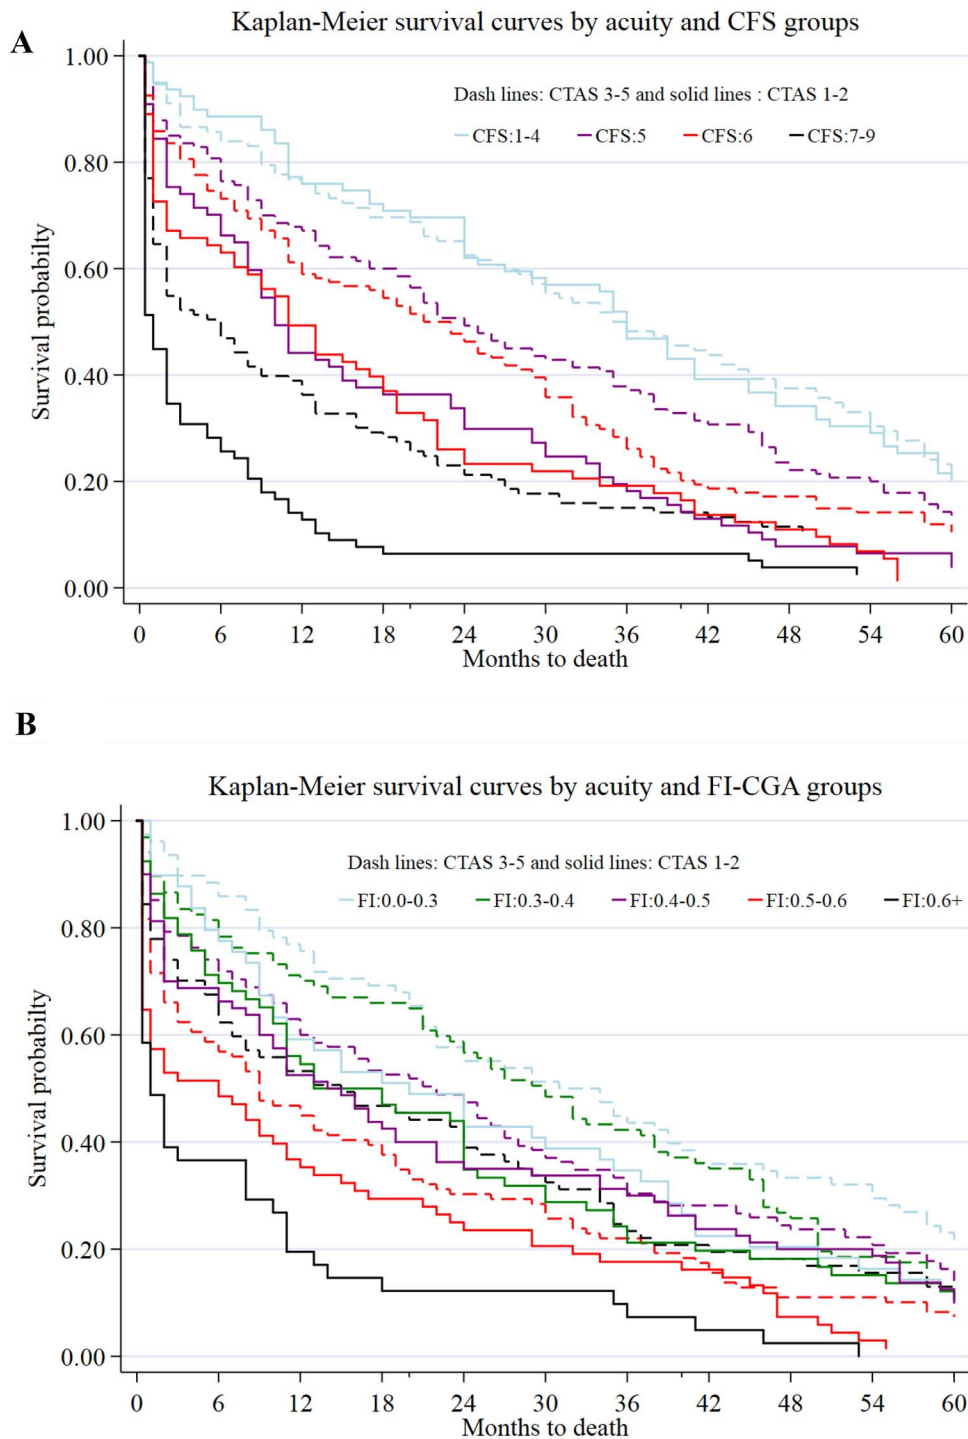 A
Kaplan-Meier survival curves by acuity and CFS groups
Dash lines: CTAS 3-5 and solid lines : CTAS 1-2
CFS:1-4 CFS:5 CFS:6 CFS:7-9
Survival probabilty
1.00
0.80
0.60
0.40
0.20
0.00
0 6 12 18 24 30 36 42 48 54 60
Months to death
B
Kaplan-Meier survival curves by acuity and FI-CGA groups
Dash lines: CTAS 3-5 and solid lines: CTAS 1-2
FI:0.0-0.3 FI:0.3-0.4 FI:0.4-0.5 FI:0.5-0.6 FI:0.6+
Survival probabilty
1.00
0.80
0.60
0.40
0.20
0.00
0 6 12 18 24 30 36 42 48 54 60
Months to death